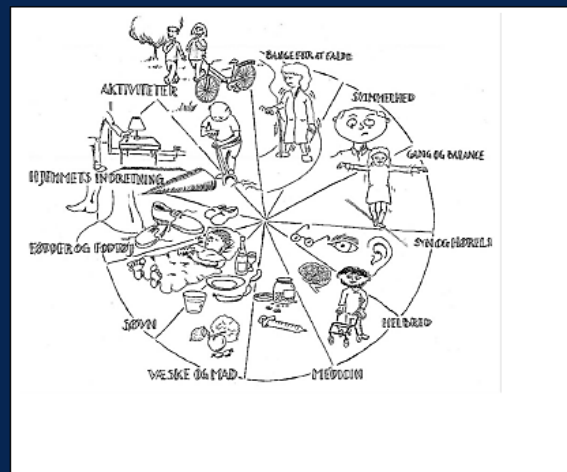 BANGE FOR AT FALDE
SVIMMELHED
GANG OG BALANCE
SYN OG HØRELSE
HELBRED
MEDICIN
VÆSKE OG MAD
SØVN
FØDDER OG FODTØJ
HJEMMETS INDRETNING
AKTIVITETER